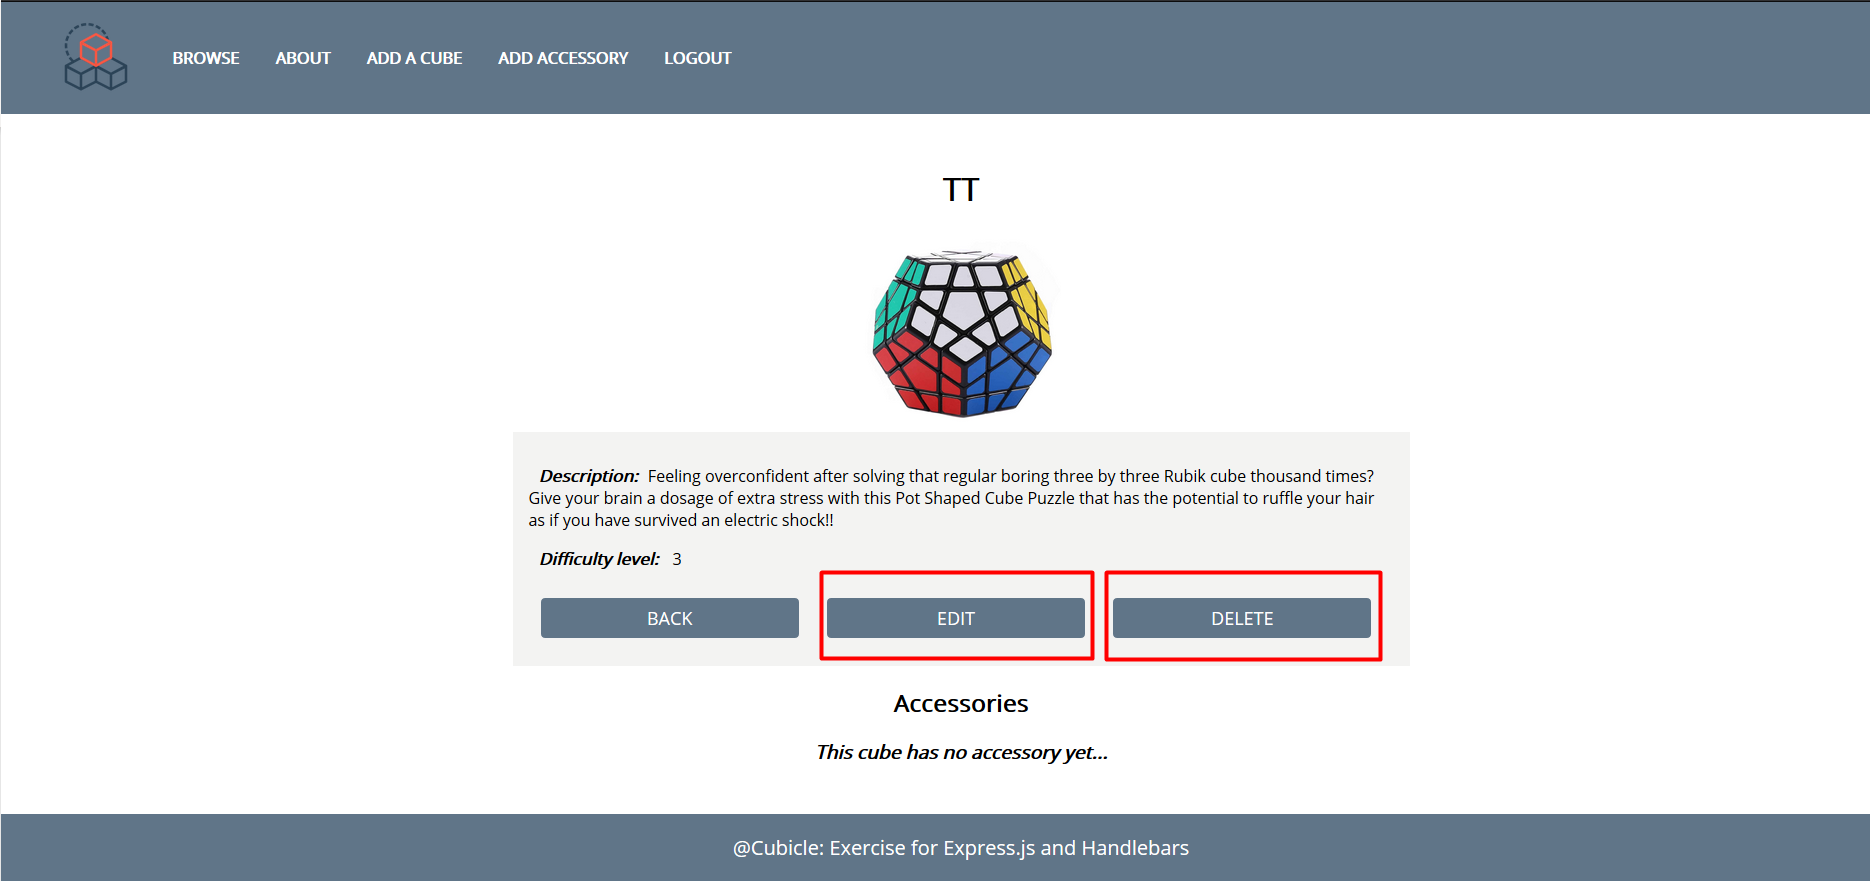 BROWSE ABOUT ADD A CUBE ADD ACCESSORY LOGOUT
TT
Description: Feeling overconfident after solving that regular boring three by three Rubik cube thousand times?
Give your brain a dosage of extra stress with this Pot Shaped Cube Puzzle that has the potential to ruffle your hair
as if you have survived an electric shock!!
Difficulty level: 3
BACK EDIT DELETE
Accessories
This cube has no accessory yet...
@Cubicle: Exercise for Express.js and Handlebars